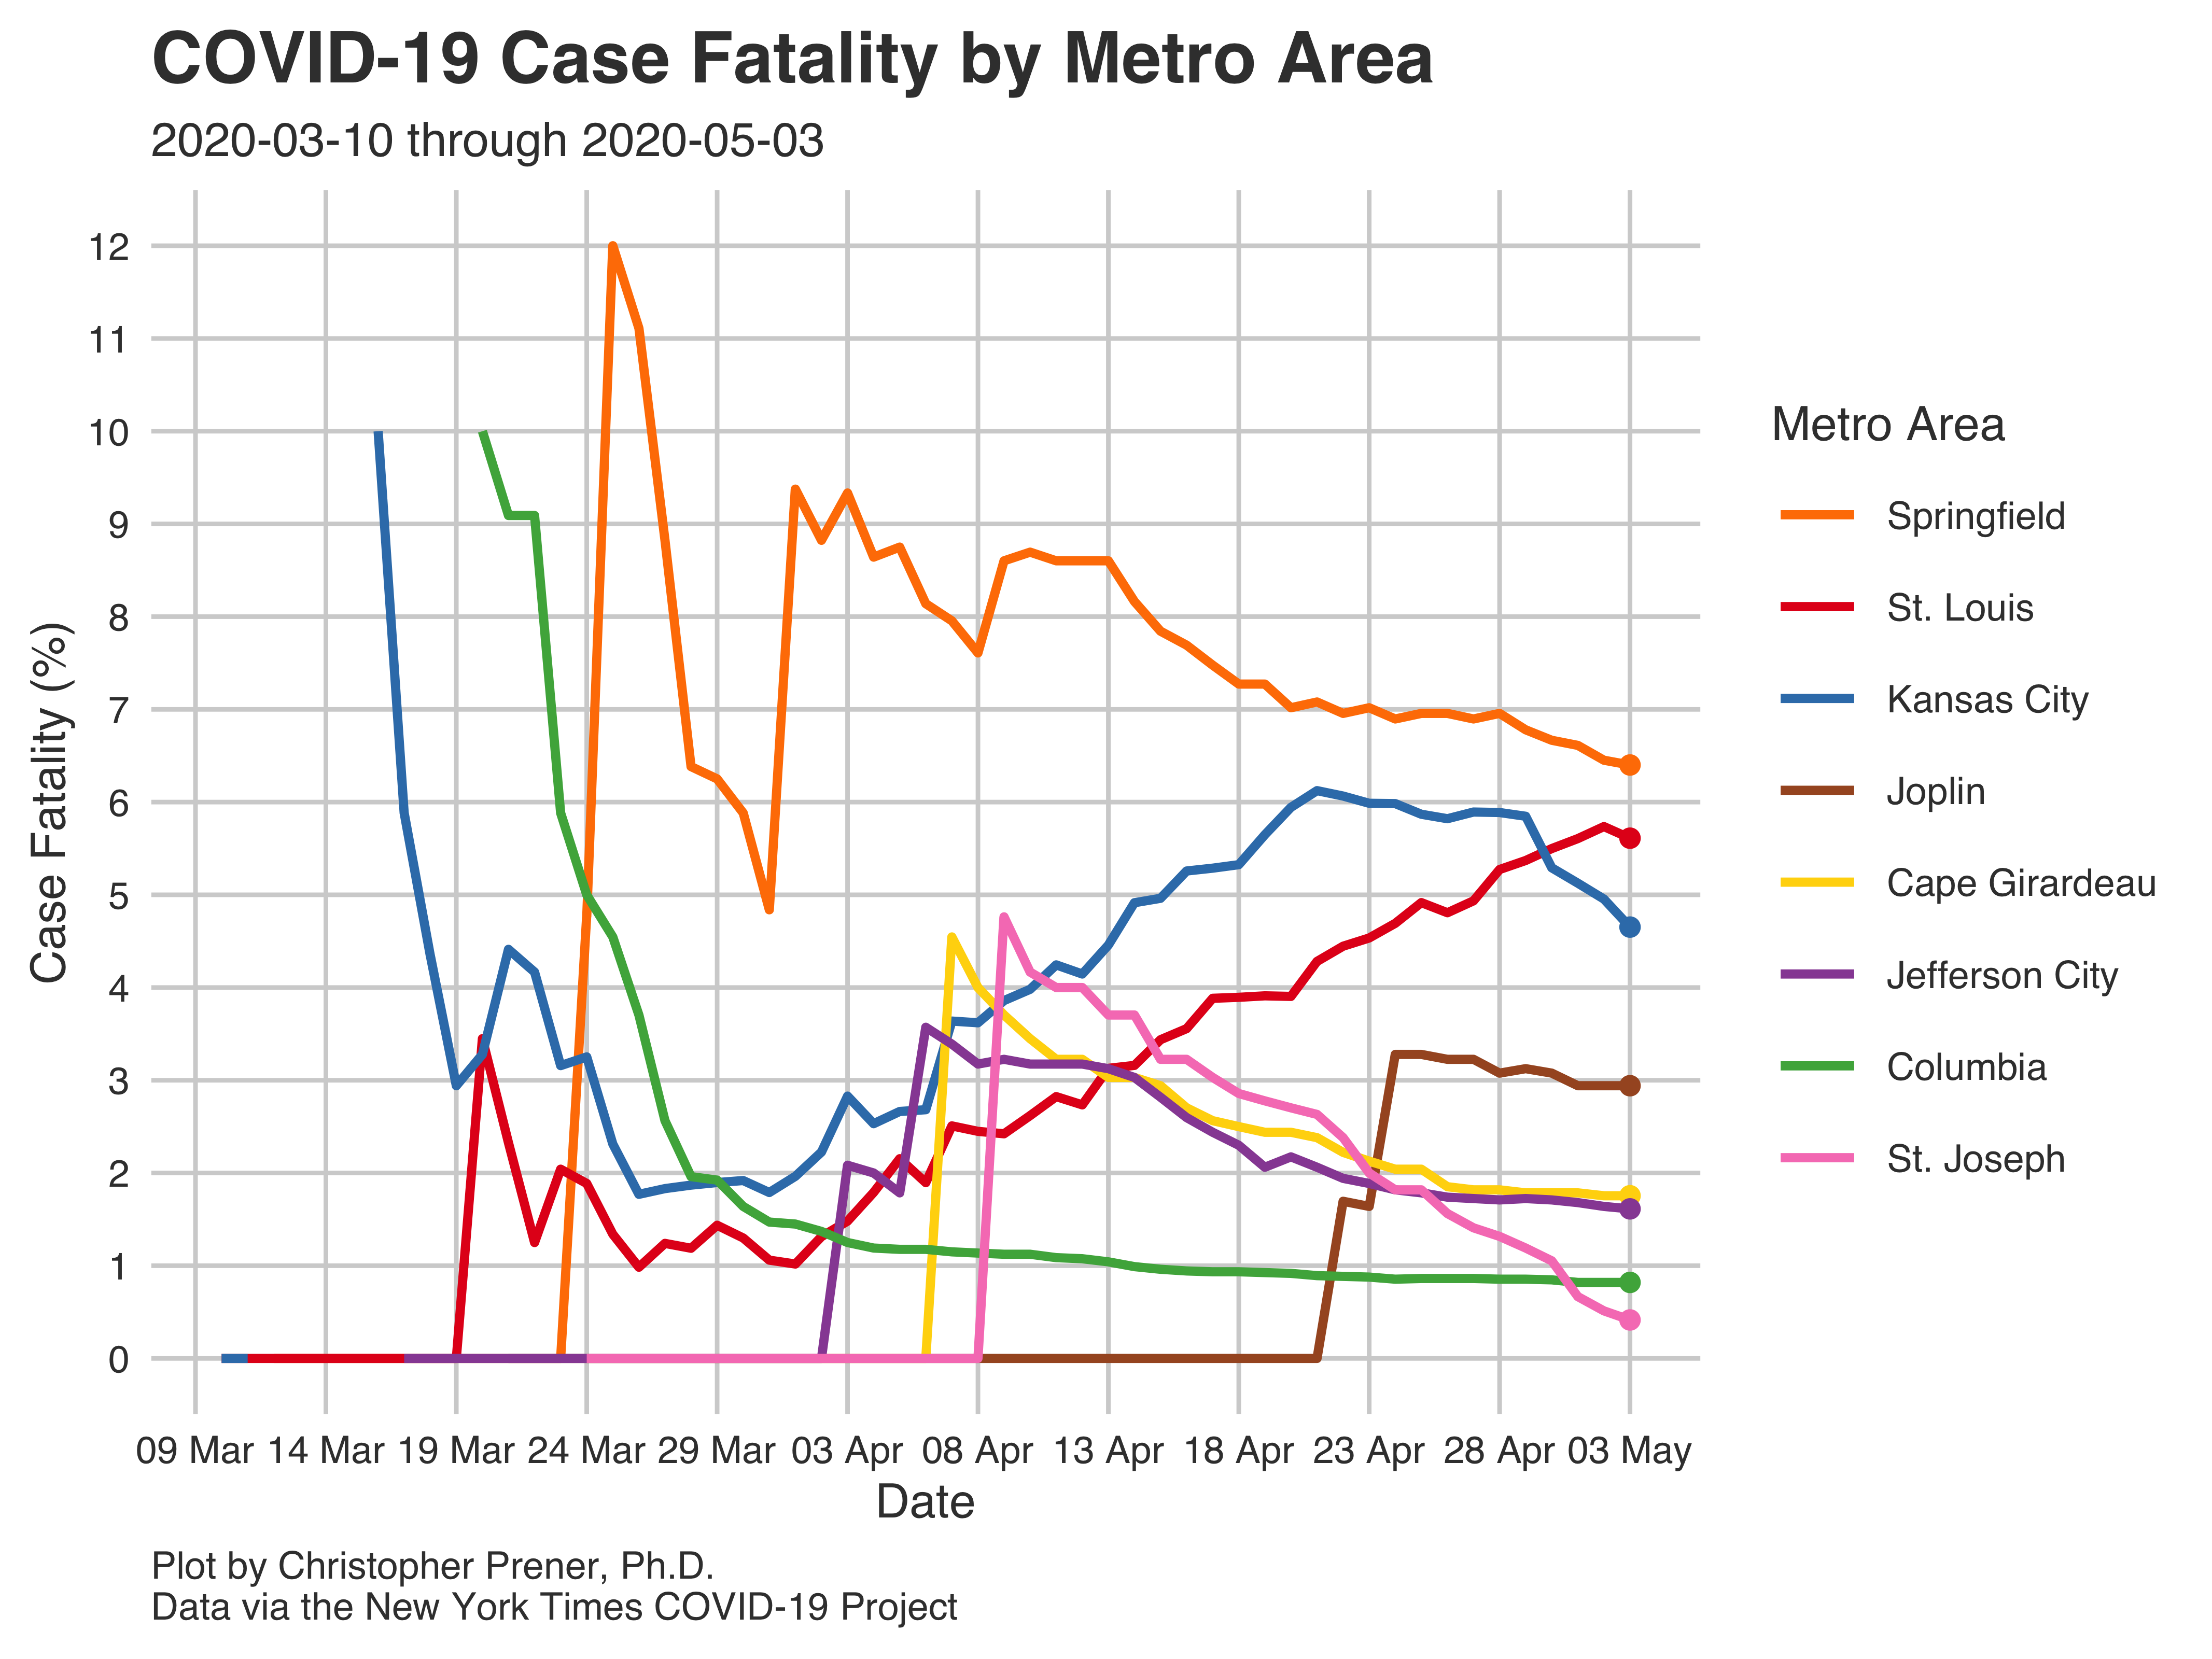 COVID-19 Case Fatality by Metro Area
2020-03-10 through 2020-05-03
Case Fatality (%)
12
11
10
9
8
7
6
5
4
3
2
1
0
09 Mar 14 Mar 19 Mar 24 Mar 29 Mar 03 Apr 08 Apr 13 Apr 18 Apr 23 Apr 28 Apr 03 May
Date
Metro Area
Springfield
St. Louis
Kansas City
Joplin
Cape Girardeau
Jefferson City
Columbia
St. Joseph
Plot by Christopher Prener, Ph.D.
Data via the New York Times COVID-19 Project